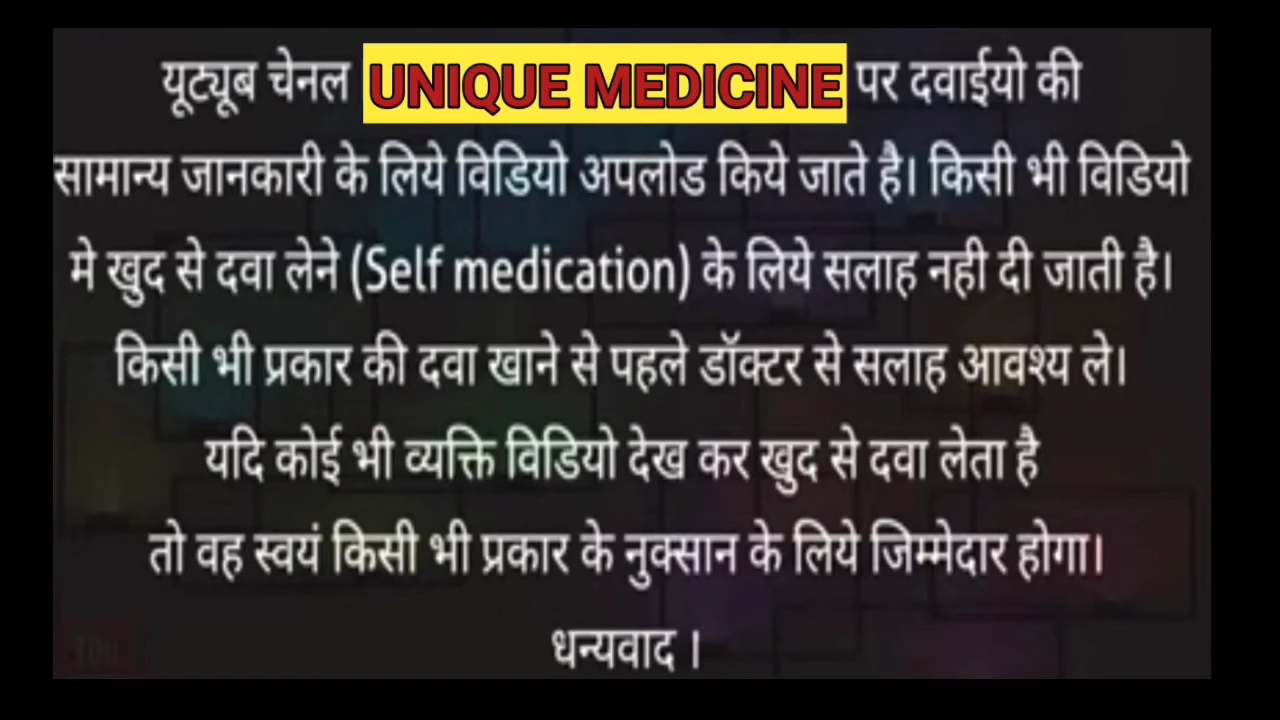 यूट्यूब चेनल UNIQUE MEDICINE पर दवाईयो की
सामान्य जानकारी के लिये विडियो अपलोड किये जाते है। किसी भी विडियो
मे खुद से दवा लेने (Self medication) के लिये सलाह नही दी जाती है।
किसी भी प्रकार की दवा खाने से पहले डॉक्टर से सलाह आवश्य ले।
यदि कोई भी व्यक्ति विडियो देख कर खुद से दवा लेता है
तो वह स्वयं किसी भी प्रकार के नुक्सान के लिये जिम्मेदार होगा।
धन्यवाद ।